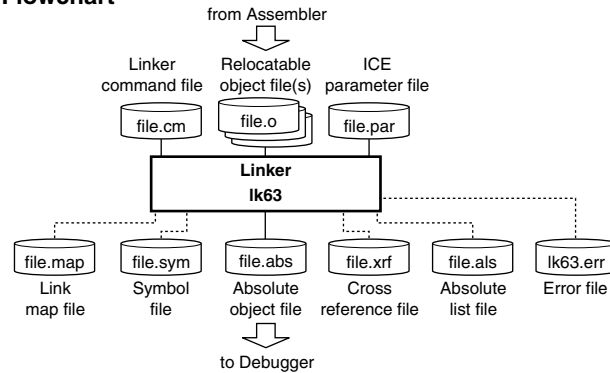 Flowchart
from Assembler
Linker
command file
Relocatable
object file(s)
ICE
parameter file
file.cm
file.o
file.par
Linker
lk63
file.map
file.sym
file.abs
file.xrf
file.als
lk63.err
Link
map file
Symbol
file
Absolute
object file
Cross
reference file
Absolute
list file
Error file
to Debugger